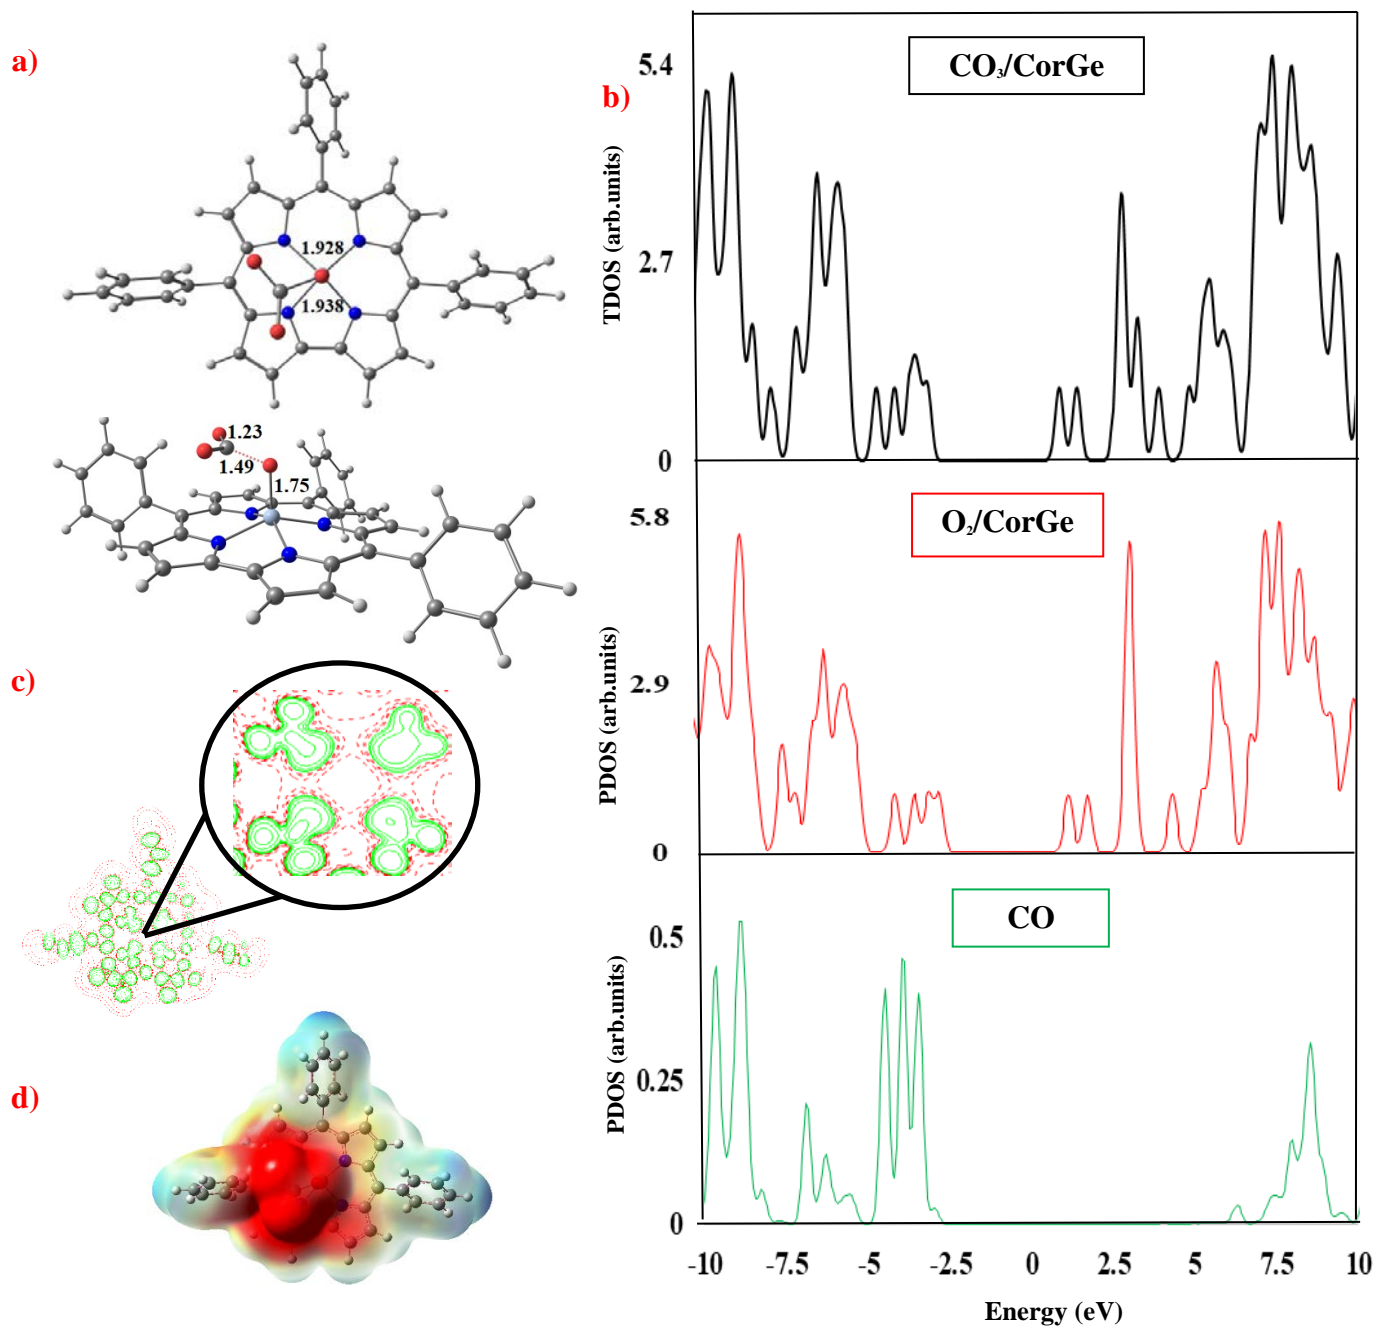 a)
1.928
1.938
1.23
1.49
1.75
b)
CO₃/CorGe
5.4
2.7
0
TDOS (arb.units)
O₂/CorGe
5.8
2.9
0
PDOS (arb.units)
CO
0.5
0.25
0
PDOS (arb.units)
-10 -7.5 -5 -2.5 0 2.5 5 7.5 10
Energy (eV)
c)
d)